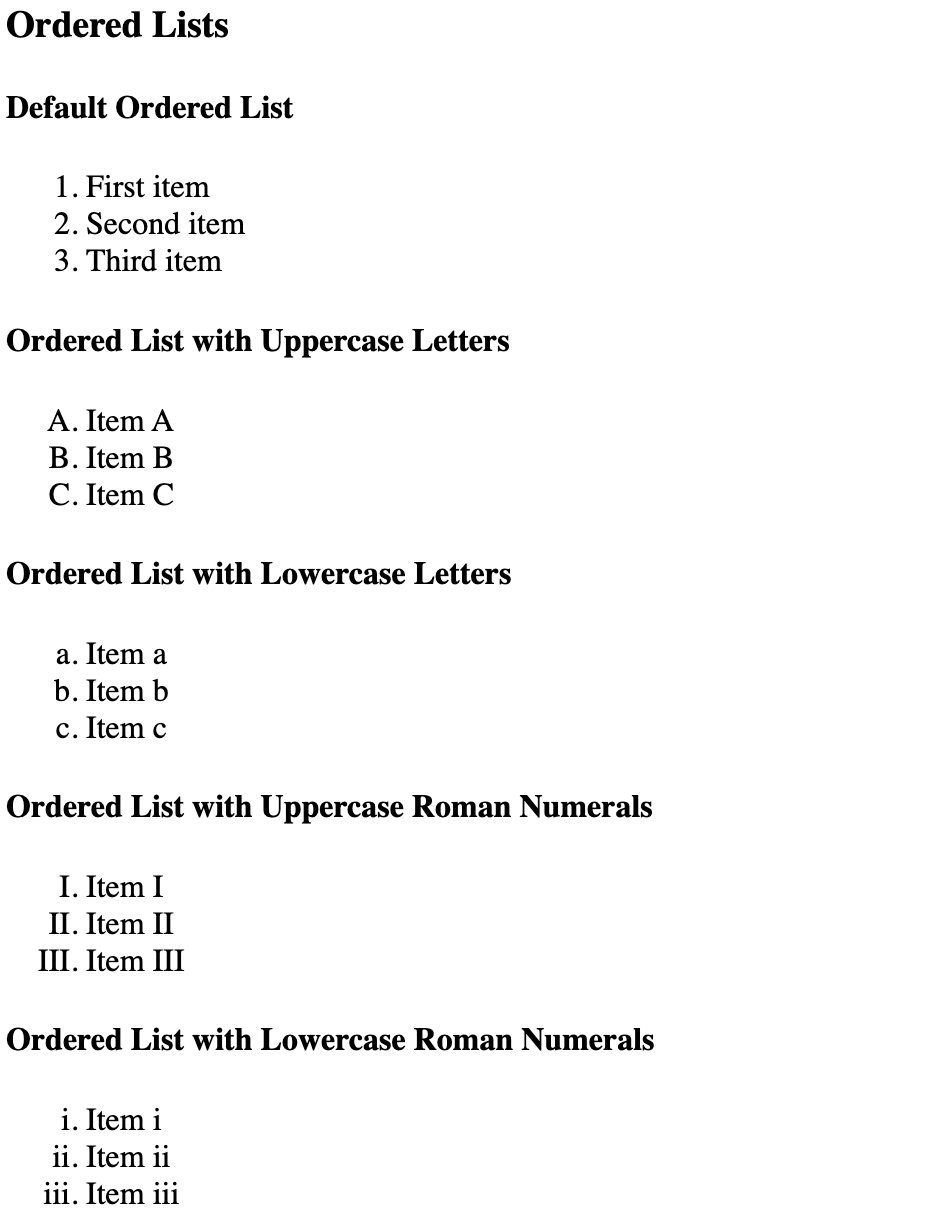 Ordered Lists
Default Ordered List
1. First item
2. Second item
3. Third item
Ordered List with Uppercase Letters
A. Item A
B. Item B
C. Item C
Ordered List with Lowercase Letters
a. Item a
b. Item b
c. Item c
Ordered List with Uppercase Roman Numerals
I. Item I
II. Item II
III. Item III
Ordered List with Lowercase Roman Numerals
i. Item i
ii. Item ii
iii. Item iii